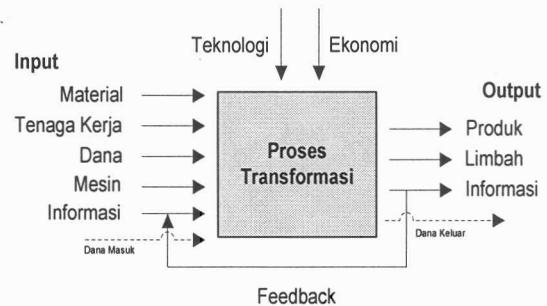 Teknologi
Ekonomi
Input
Material
Tenaga Kerja
Dana
Mesin
Informasi
Dana Masuk
Proses
Transformasi
Output
Produk
Limbah
Informasi
Dana Keluar
Feedback